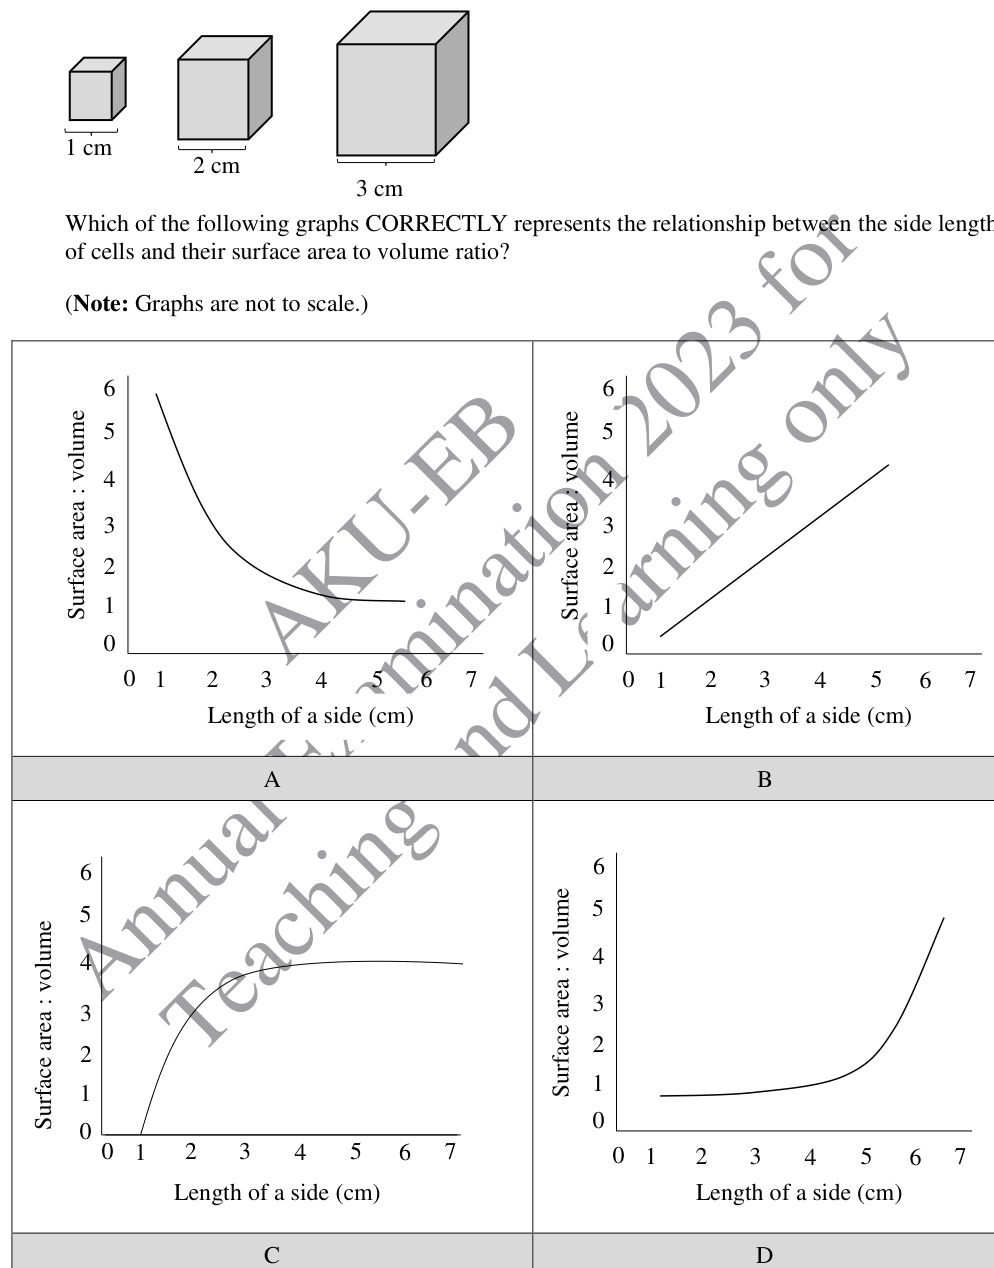 1 cm
2 cm
3 cm
Which of the following graphs CORRECTLY represents the relationship between the side length
of cells and their surface area to volume ratio?
(Note: Graphs are not to scale.)
Surface area : volume
6
5
4
3
2
1
0
0 1 2 3 4 5 6 7
Length of a side (cm)
Surface area : volume
6
5
4
3
2
1
0
0 1 2 3 4 5 6 7
Length of a side (cm)
A
B
Surface area : volume
6
5
4
3
2
1
0
0 1 2 3 4 5 6 7
Length of a side (cm)
Surface area : volume
6
5
4
3
2
1
0
0 1 2 3 4 5 6 7
Length of a side (cm)
C
D
AKU-EB
Annual Examination 2023 for
Teaching and Learning only